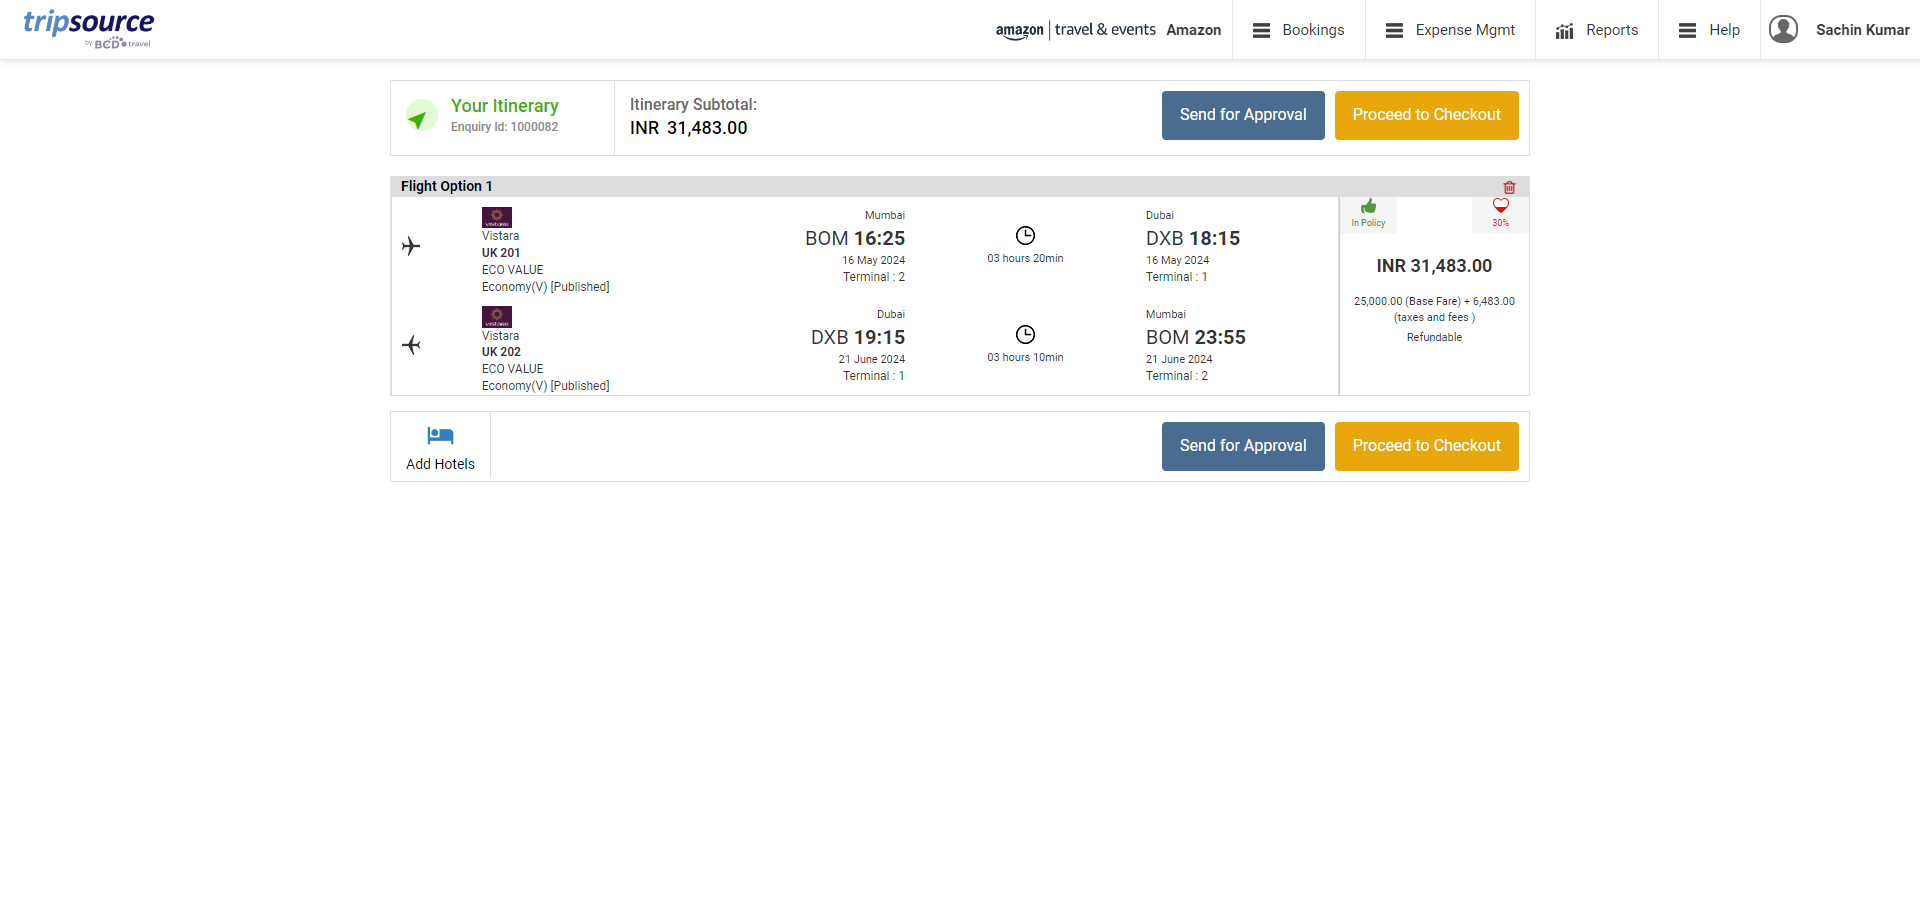 tripsource
by BCD travel
amazon | travel & events Amazon
Bookings
Expense Mgmt
Reports
Help
Sachin Kumar
Your Itinerary
Enquiry Id: 1000082
Itinerary Subtotal:
INR 31,483.00
Send for Approval
Proceed to Checkout
Flight Option 1
VISTARA
Vistara
UK 201
ECO VALUE
Economy(V) [Published]
Mumbai
BOM 16:25
16 May 2024
Terminal : 2
03 hours 20min
Dubai
DXB 18:15
16 May 2024
Terminal : 1
VISTARA
Vistara
UK 202
ECO VALUE
Economy(V) [Published]
Dubai
DXB 19:15
21 June 2024
Terminal : 1
03 hours 10min
Mumbai
BOM 23:55
21 June 2024
Terminal : 2
In Policy
30%
INR 31,483.00
25,000.00 (Base Fare) + 6,483.00
(taxes and fees )
Refundable
Add Hotels
Send for Approval
Proceed to Checkout